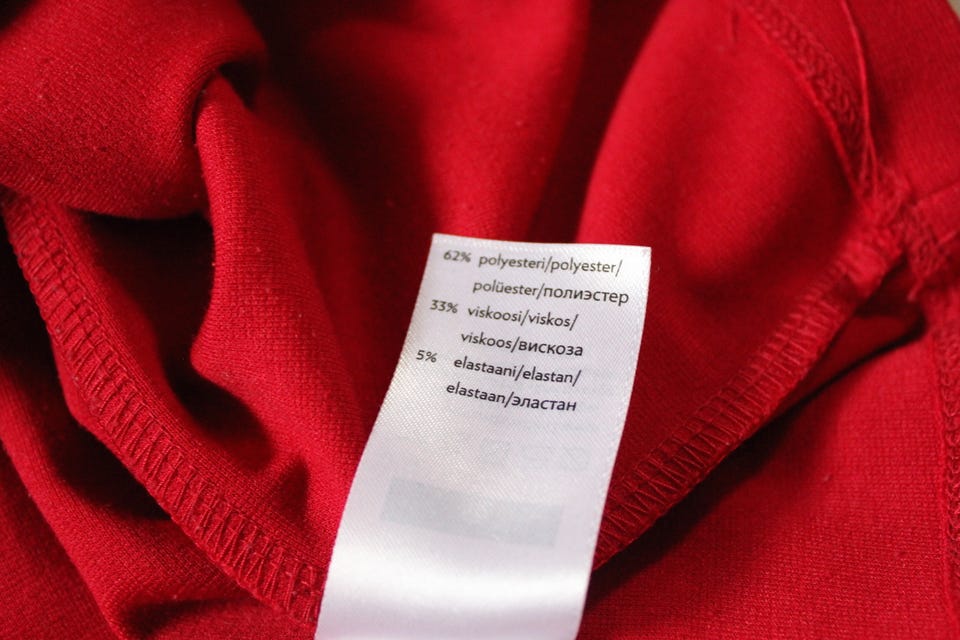 62% polyesteri/polyester/
polüester/полиэстер
33% viskoosi/viskos/
viskoos/вискоза
5% elastaani/elastan/
elastaan/эластан